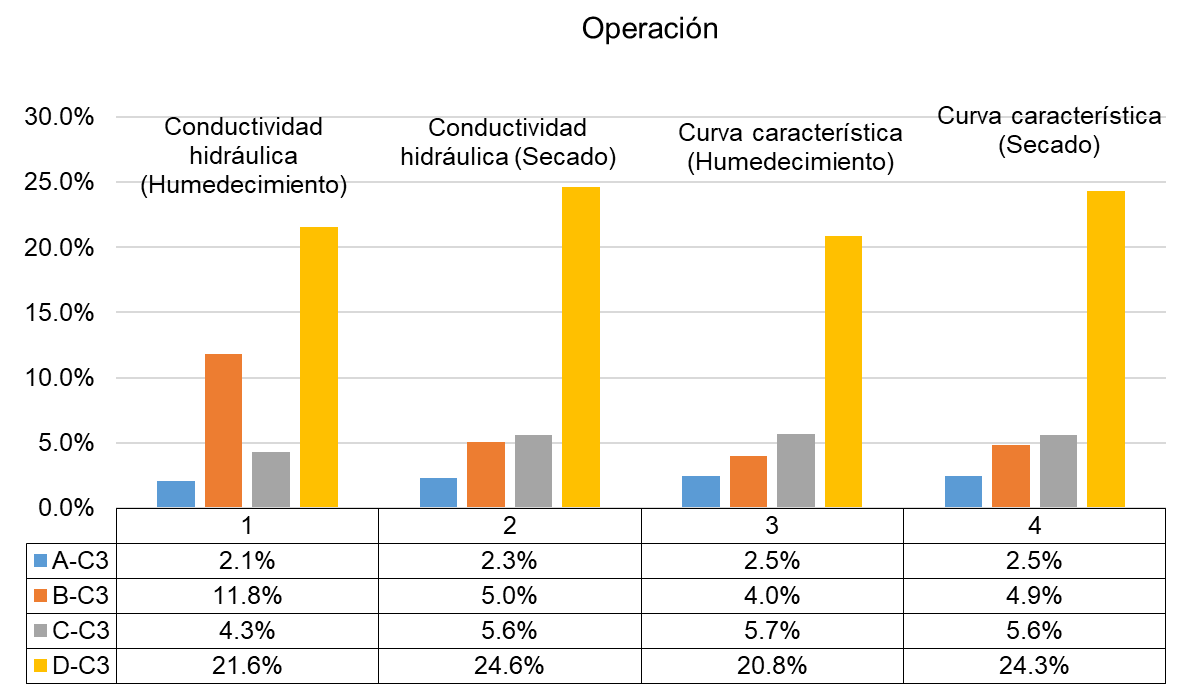 Operación
30.0%
25.0%
20.0%
15.0%
10.0%
5.0%
0.0%
Conductividad
hidráulica
(Humedecimiento)
Conductividad
hidráulica (Secado)
Curva característica
(Humedecimiento)
Curva característica
(Secado)
1 2 3 4
A-C3 2.1% 2.3% 2.5% 2.5%
B-C3 11.8% 5.0% 4.0% 4.9%
C-C3 4.3% 5.6% 5.7% 5.6%
D-C3 21.6% 24.6% 20.8% 24.3%